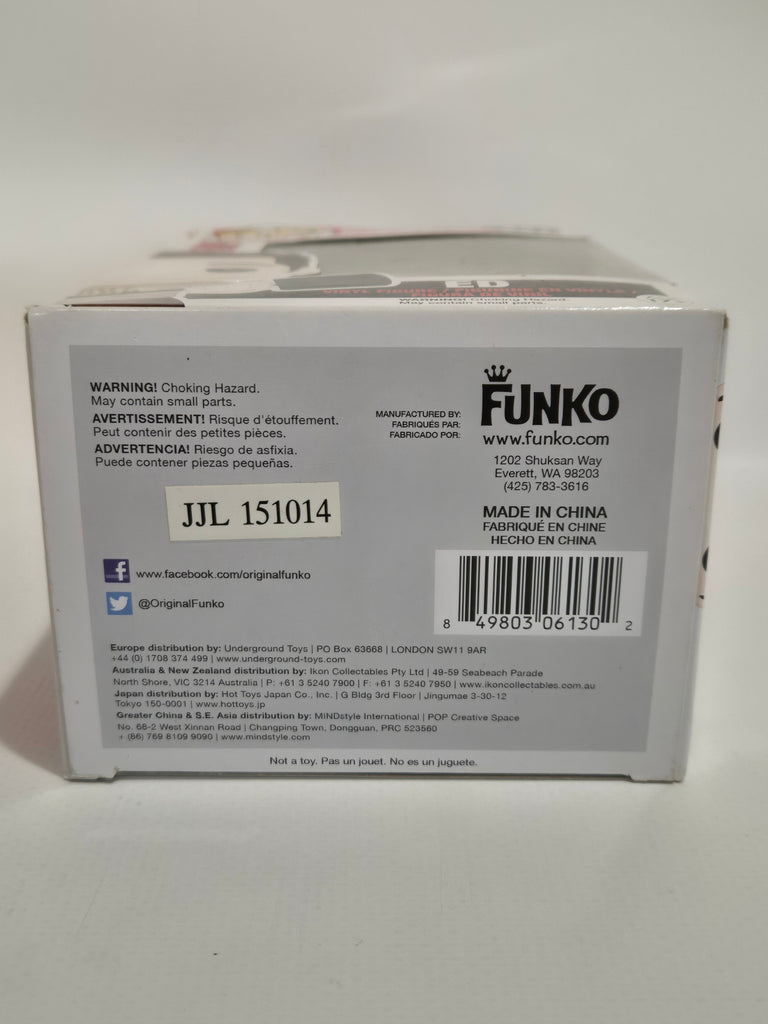 ED
WARNING! Choking Hazard.
May contain small parts.
WARNING! Choking Hazard.
May contain small parts.
AVERTISSEMENT! Risque d'étouffement.
Peut contenir des petites pièces.
ADVERTENCIA! Riesgo de asfixia.
Puede contener piezas pequeñas.
JJL 151014
www.facebook.com/originalfunko
@OriginalFunko
MANUFACTURED BY:
FABRIQUÉS PAR:
FABRICADO POR:
FUNKO
www.funko.com
1202 Shuksan Way
Everett, WA 98203
(425) 783-3616
MADE IN CHINA
FABRIQUÉ EN CHINE
HECHO EN CHINA
8 49803 06130 2
Europe distribution by: Underground Toys | PO Box 63668 | LONDON SW11 9AR
+44 (0) 1708 374 499 | www.underground-toys.com
Australia & New Zealand distribution by: Ikon Collectables Pty Ltd | 49-59 Seabeach Parade
North Shore, VIC 3214 Australia | P: +61 3 5240 7900 | F: +61 3 5240 7950 | www.ikoncollectables.com.au
Japan distribution by: Hot Toys Japan Co., Inc. | G Bldg 3rd Floor | Jingumae 3-30-12
Tokyo 150-0001 | www.hottoys.jp
Greater China & S.E. Asia distribution by: MINDstyle International | POP Creative Space
No. 68-2 West Xinnan Road | Changping Town, Dongguan, PRC 523560
+ (86) 769 8109 9090 | www.mindstyle.com
Not a toy. Pas un jouet. No es un juguete.